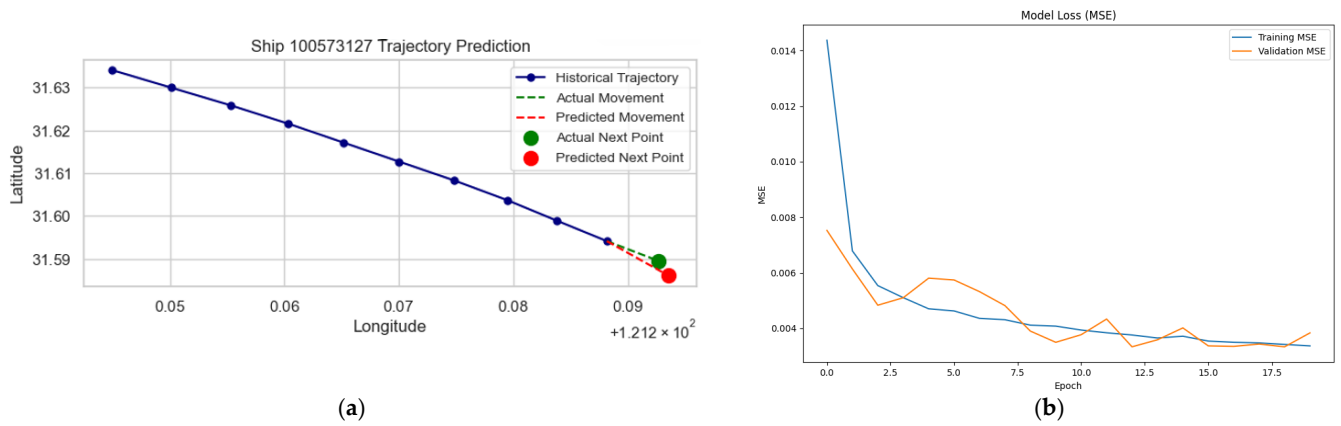 Ship 100573127 Trajectory Prediction
Historical Trajectory
Actual Movement
Predicted Movement
Actual Next Point
Predicted Next Point
Latitude
31.63
31.62
31.61
31.60
31.59
0.05 0.06 0.07 0.08 0.09
Longitude
+1.212 × 10²
(a)
Model Loss (MSE)
Training MSE
Validation MSE
MSE
0.014
0.012
0.010
0.008
0.006
0.004
0.0 2.5 5.0 7.5 10.0 12.5 15.0 17.5
Epoch
(b)